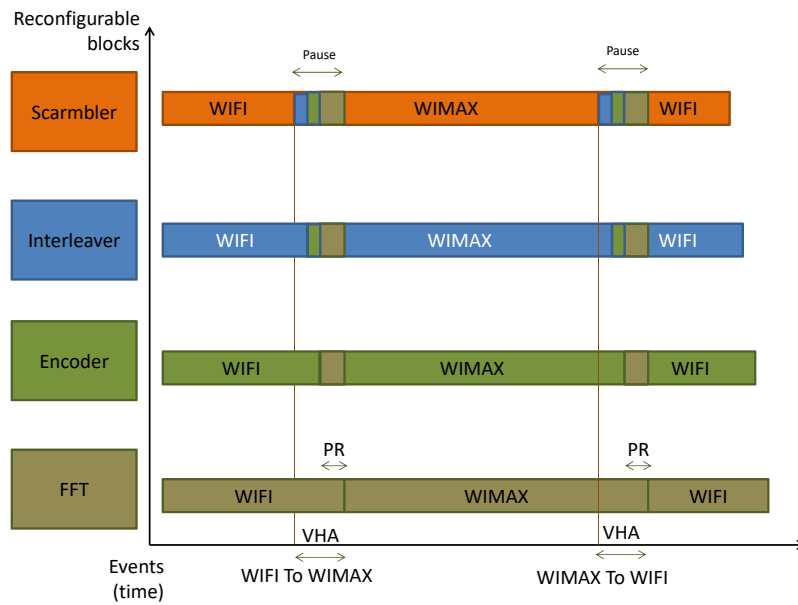 Reconfigurable
blocks
Pause
Pause
Scarmbler
WIFI
WIMAX
WIFI
Interleaver
WIFI
WIMAX
WIFI
Encoder
WIFI
WIMAX
WIFI
PR
PR
FFT
WIFI
WIMAX
WIFI
VHA
VHA
Events
(time)
WIFI To WIMAX
WIMAX To WIFI